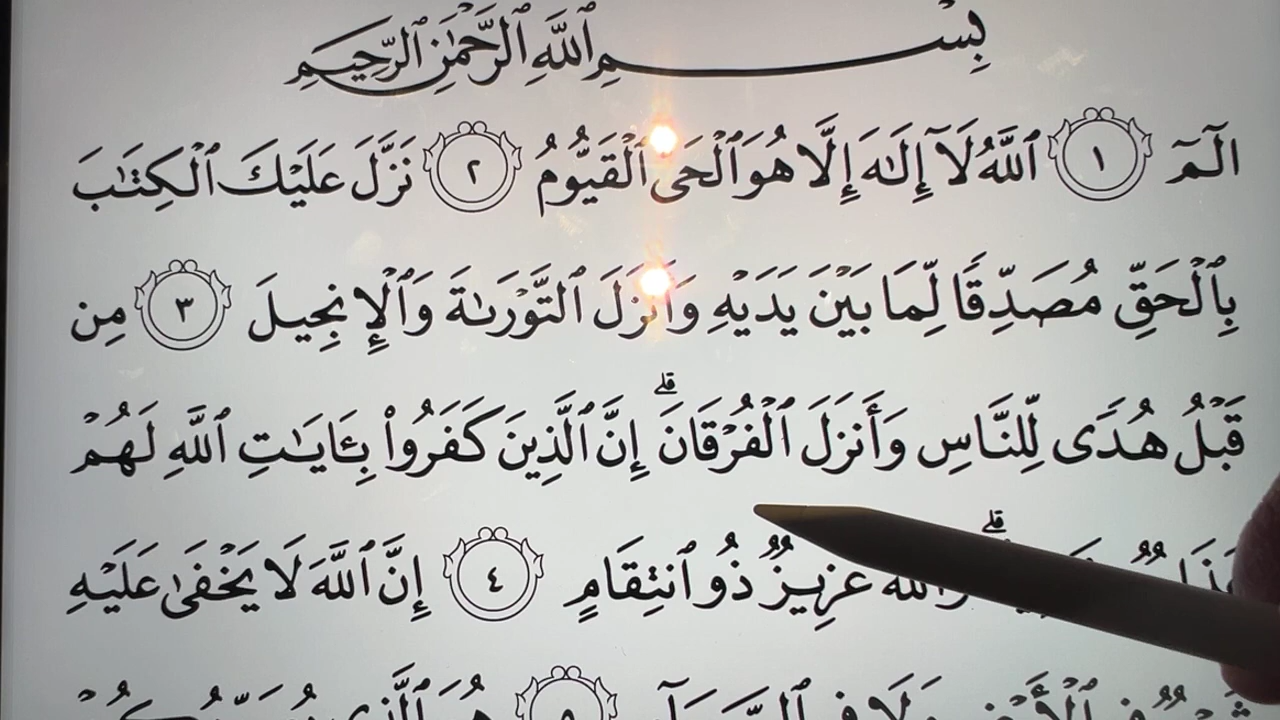 بِسْمِ ٱللَّهِ ٱلرَّحْمَٰنِ ٱلرَّحِيمِ
الٓمٓ ١ ٱللَّهُ لَآ إِلَٰهَ إِلَّا هُوَ ٱلْحَىُّ ٱلْقَيُّومُ ٢ نَزَّلَ عَلَيْكَ ٱلْكِتَٰبَ
بِٱلْحَقِّ مُصَدِّقًا لِّمَا بَيْنَ يَدَيْهِ وَأَنزَلَ ٱلتَّوْرَىٰةَ وَٱلْإِنجِيلَ ٣ مِن
قَبْلُ هُدًى لِّلنَّاسِ وَأَنزَلَ ٱلْفُرْقَانَ ۗ إِنَّ ٱلَّذِينَ كَفَرُوا۟ بِـَٔايَٰتِ ٱللَّهِ لَهُمْ
وَٱللَّهُ عَزِيزٌ ذُو ٱنتِقَامٍ ٤ إِنَّ ٱللَّهَ لَا يَخْفَىٰ عَلَيْهِ